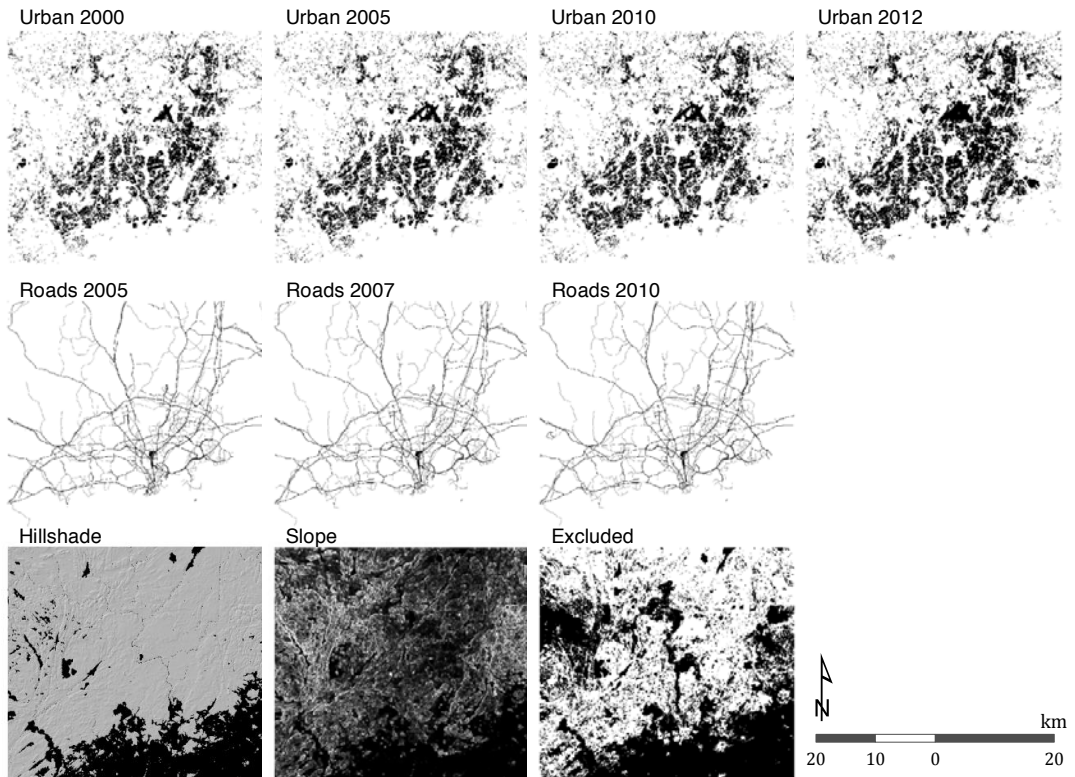 Urban 2000
Urban 2005
Urban 2010
Urban 2012
Roads 2005
Roads 2007
Roads 2010
Hillshade
Slope
Excluded
N
km
20
10
0
20